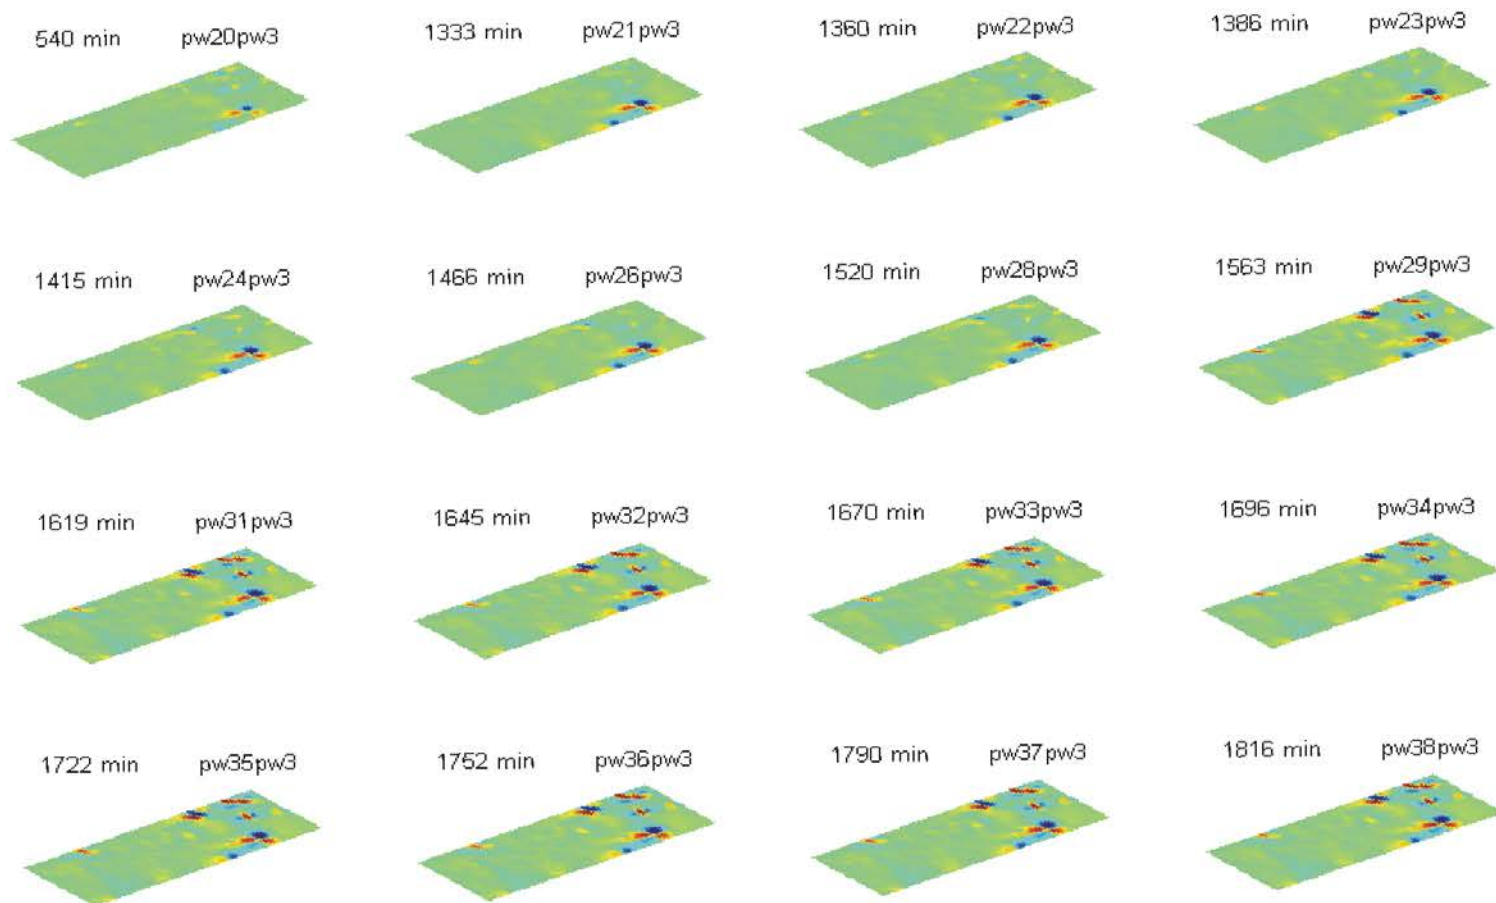 540 min pw20pw3 1333 min pw21pw3 1360 min pw22pw3 1386 min pw23pw3
1415 min pw24pw3 1466 min pw26pw3 1520 min pw28pw3 1563 min pw29pw3
1619 min pw31pw3 1645 min pw32pw3 1670 min pw33pw3 1696 min pw34pw3
1722 min pw35pw3 1752 min pw36pw3 1790 min pw37pw3 1816 min pw38pw3